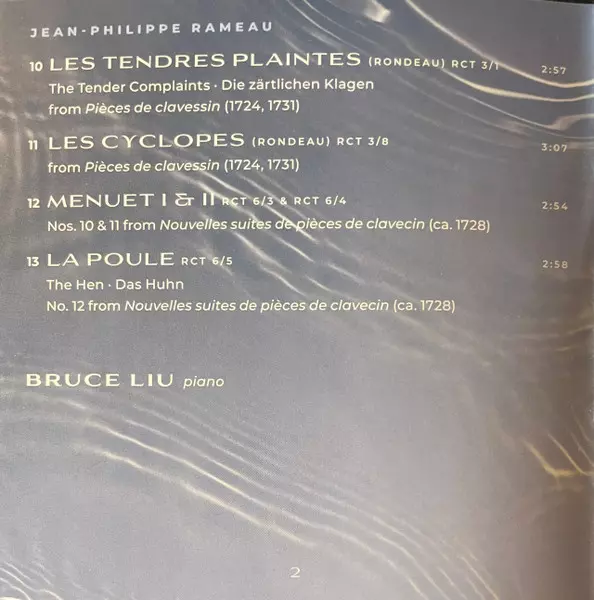 JEAN-PHILIPPE RAMEAU
10 LES TENDRES PLAINTES (RONDEAU) RCT 3/1 2:57
The Tender Complaints · Die zärtlichen Klagen
from Pièces de clavessin (1724, 1731)
11 LES CYCLOPES (RONDEAU) RCT 3/8 3:07
from Pièces de clavessin (1724, 1731)
12 MENUET I & II RCT 6/3 & RCT 6/4 2:54
Nos. 10 & 11 from Nouvelles suites de pièces de clavecin (ca. 1728)
13 LA POULE RCT 6/5 2:58
The Hen · Das Huhn
No. 12 from Nouvelles suites de pièces de clavecin (ca. 1728)
BRUCE LIU piano
2